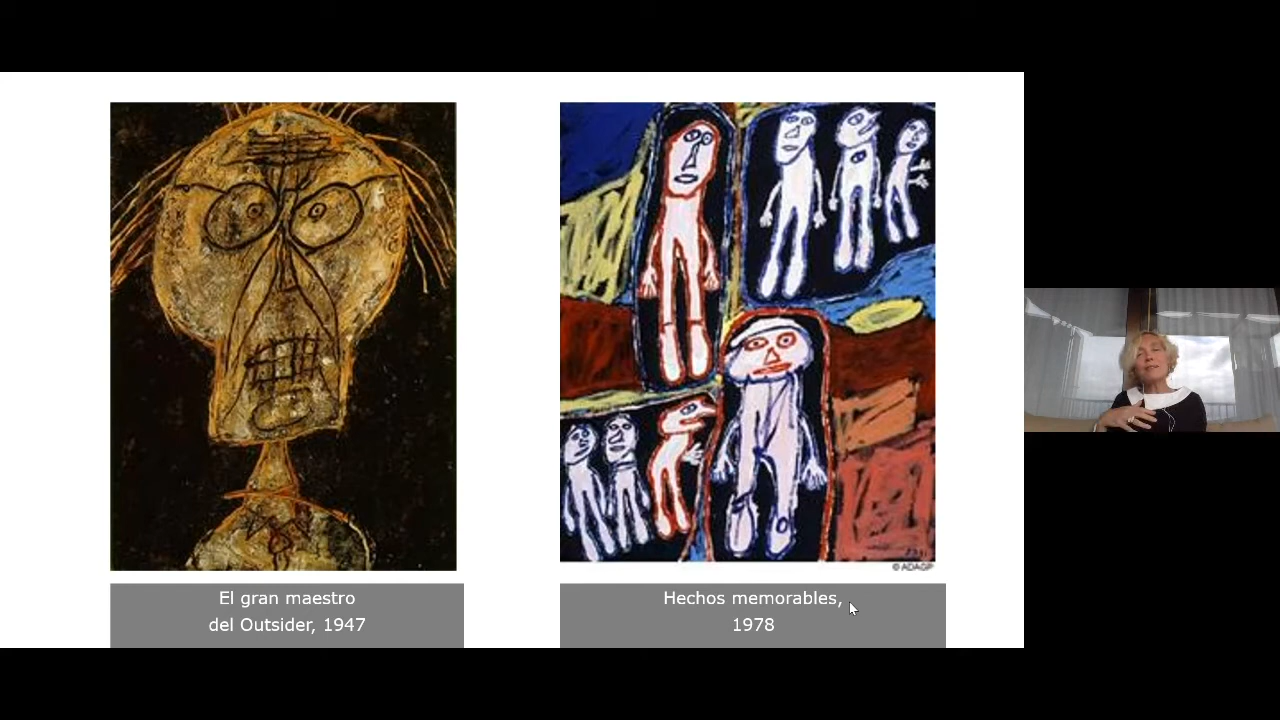 © ADAGP
El gran maestro
del Outsider, 1947
Hechos memorables,
1978